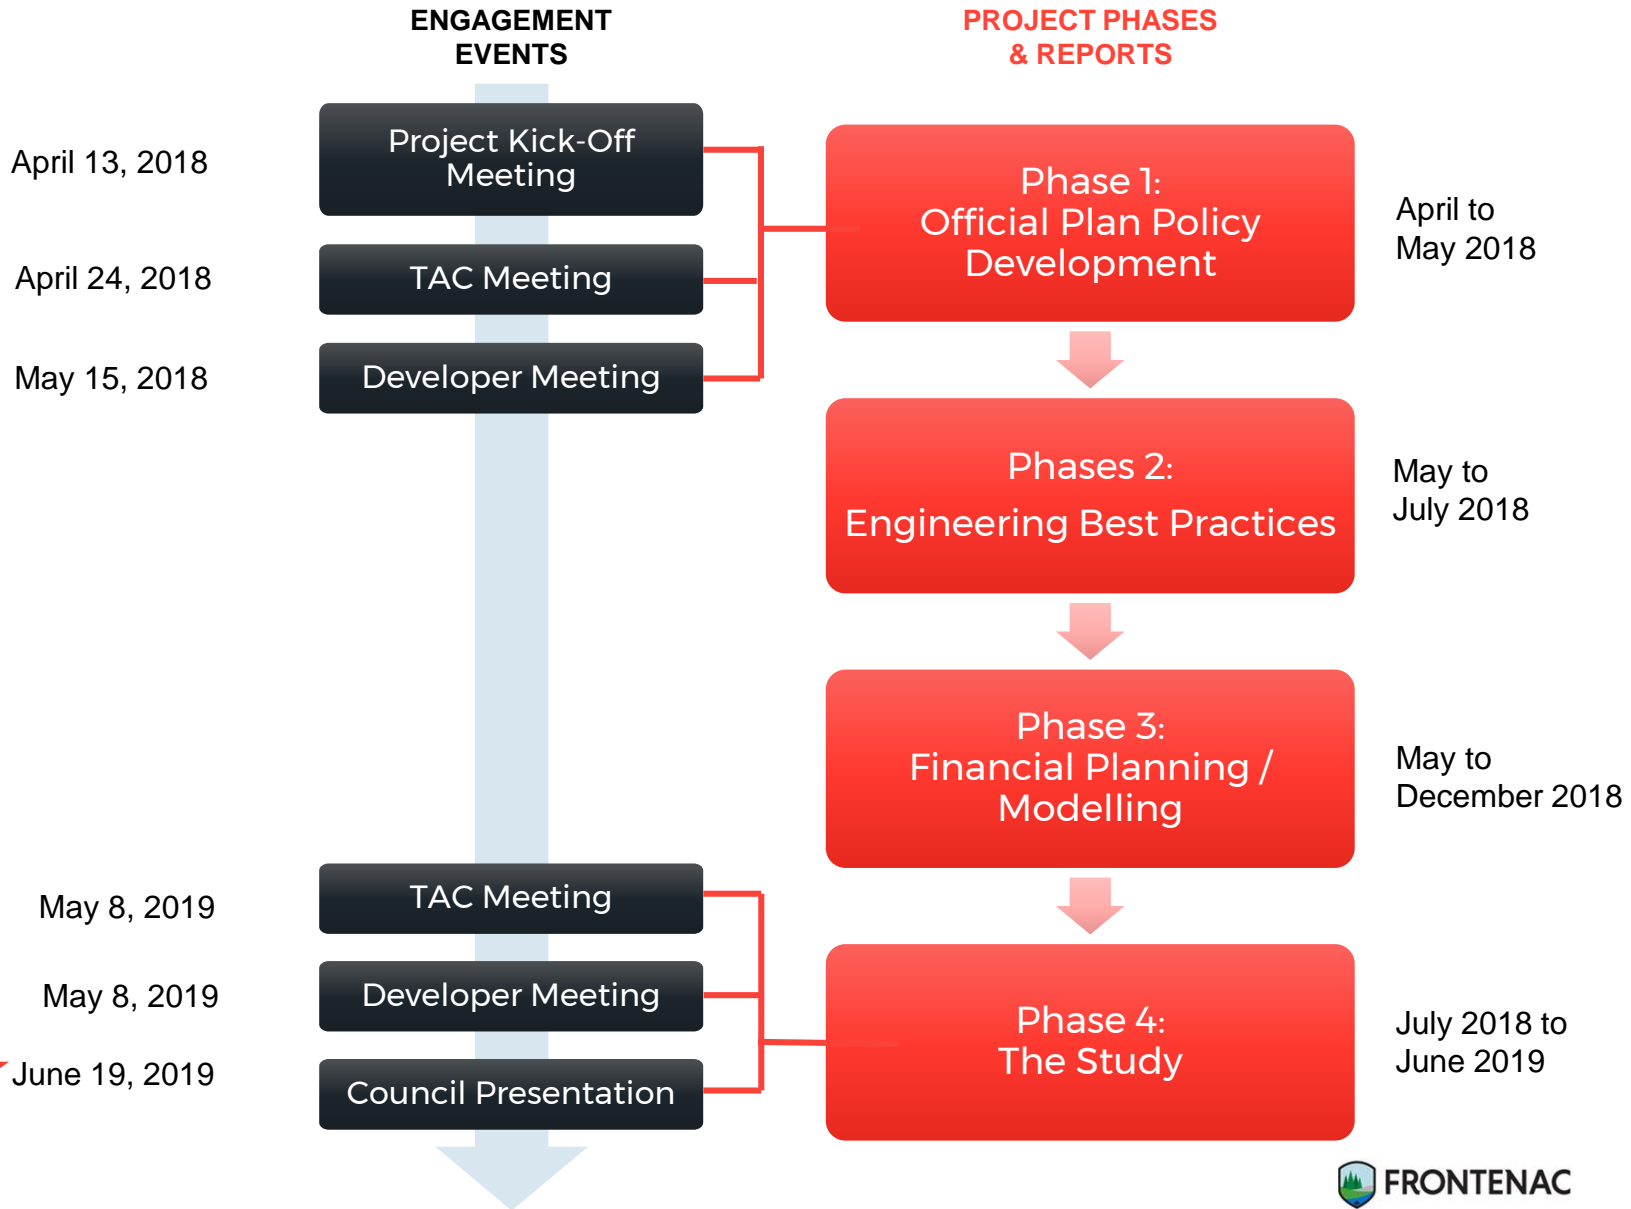 ENGAGEMENT
EVENTS
PROJECT PHASES
& REPORTS
April 13, 2018
Project Kick-Off
Meeting
April 24, 2018
TAC Meeting
May 15, 2018
Developer Meeting
Phase 1:
Official Plan Policy
Development
April to
May 2018
Phases 2:
Engineering Best Practices
May to
July 2018
Phase 3:
Financial Planning /
Modelling
May to
December 2018
May 8, 2019
TAC Meeting
May 8, 2019
Developer Meeting
June 19, 2019
Council Presentation
Phase 4:
The Study
July 2018 to
June 2019
FRONTENAC